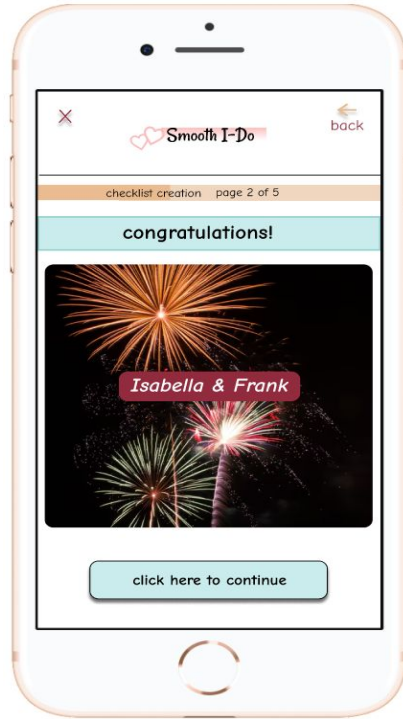 back
Smooth I-Do
checklist creation page 2 of 5
congratulations!
Isabella & Frank
click here to continue